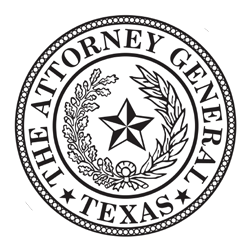 THE ATTORNEY GENERAL
TEXAS